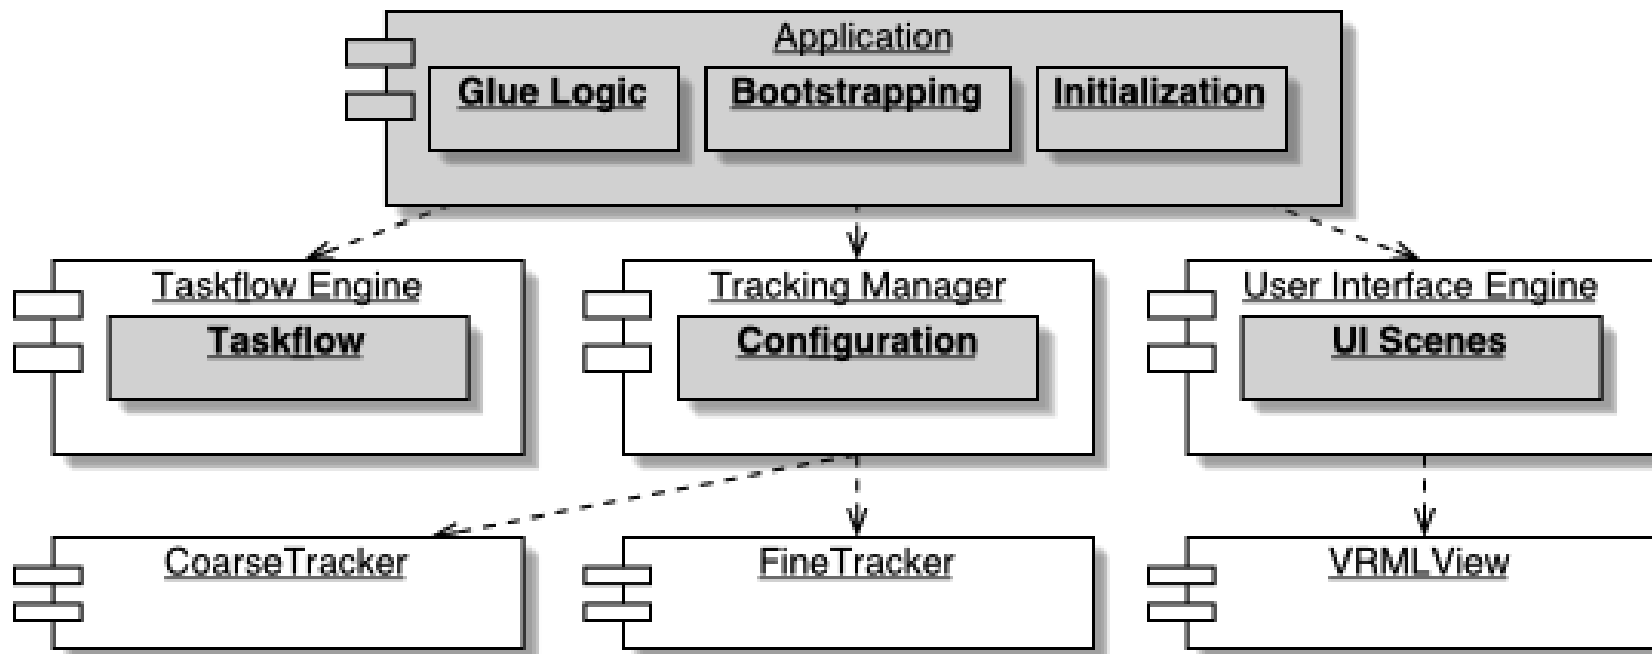 Application
Glue Logic
Bootstrapping
Initialization
Taskflow Engine
Taskflow
Tracking Manager
Configuration
User Interface Engine
UI Scenes
CoarseTracker
FineTracker
VRMLView